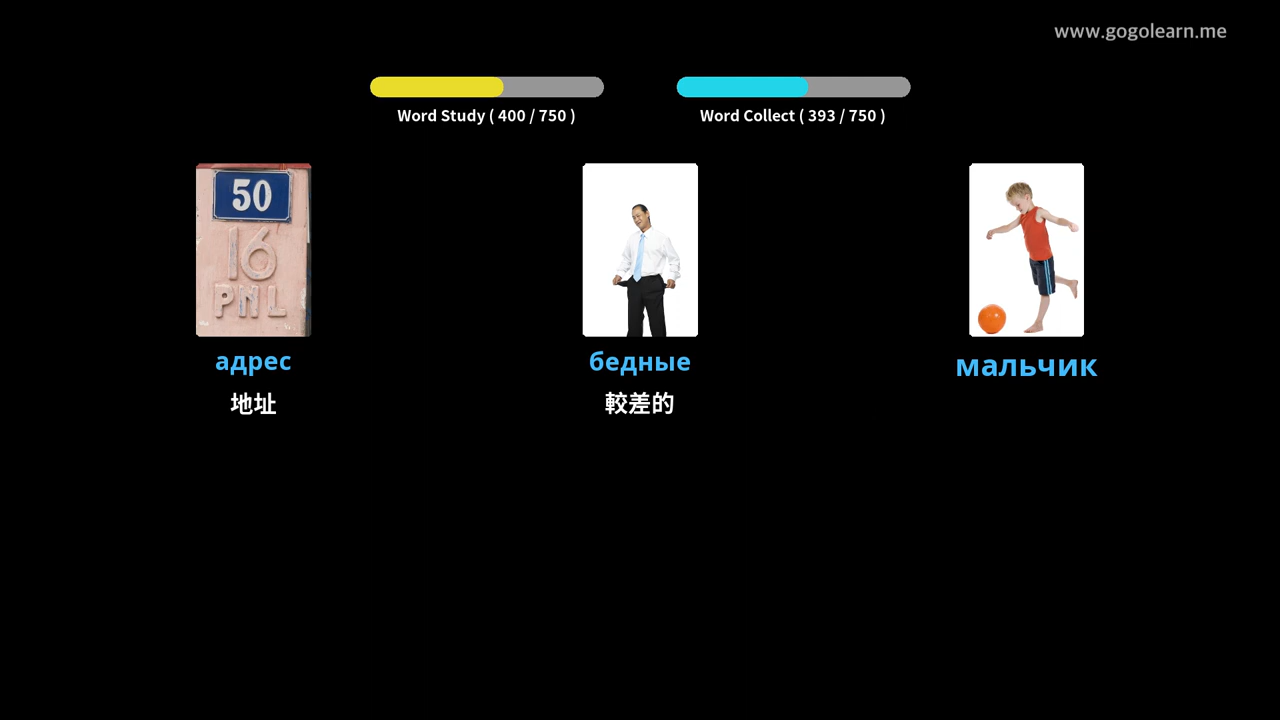 www.gogolearn.me
Word Study ( 400 / 750 )
Word Collect ( 393 / 750 )
50
16
PNL
адрес
бедные
мальчик
地址
較差的